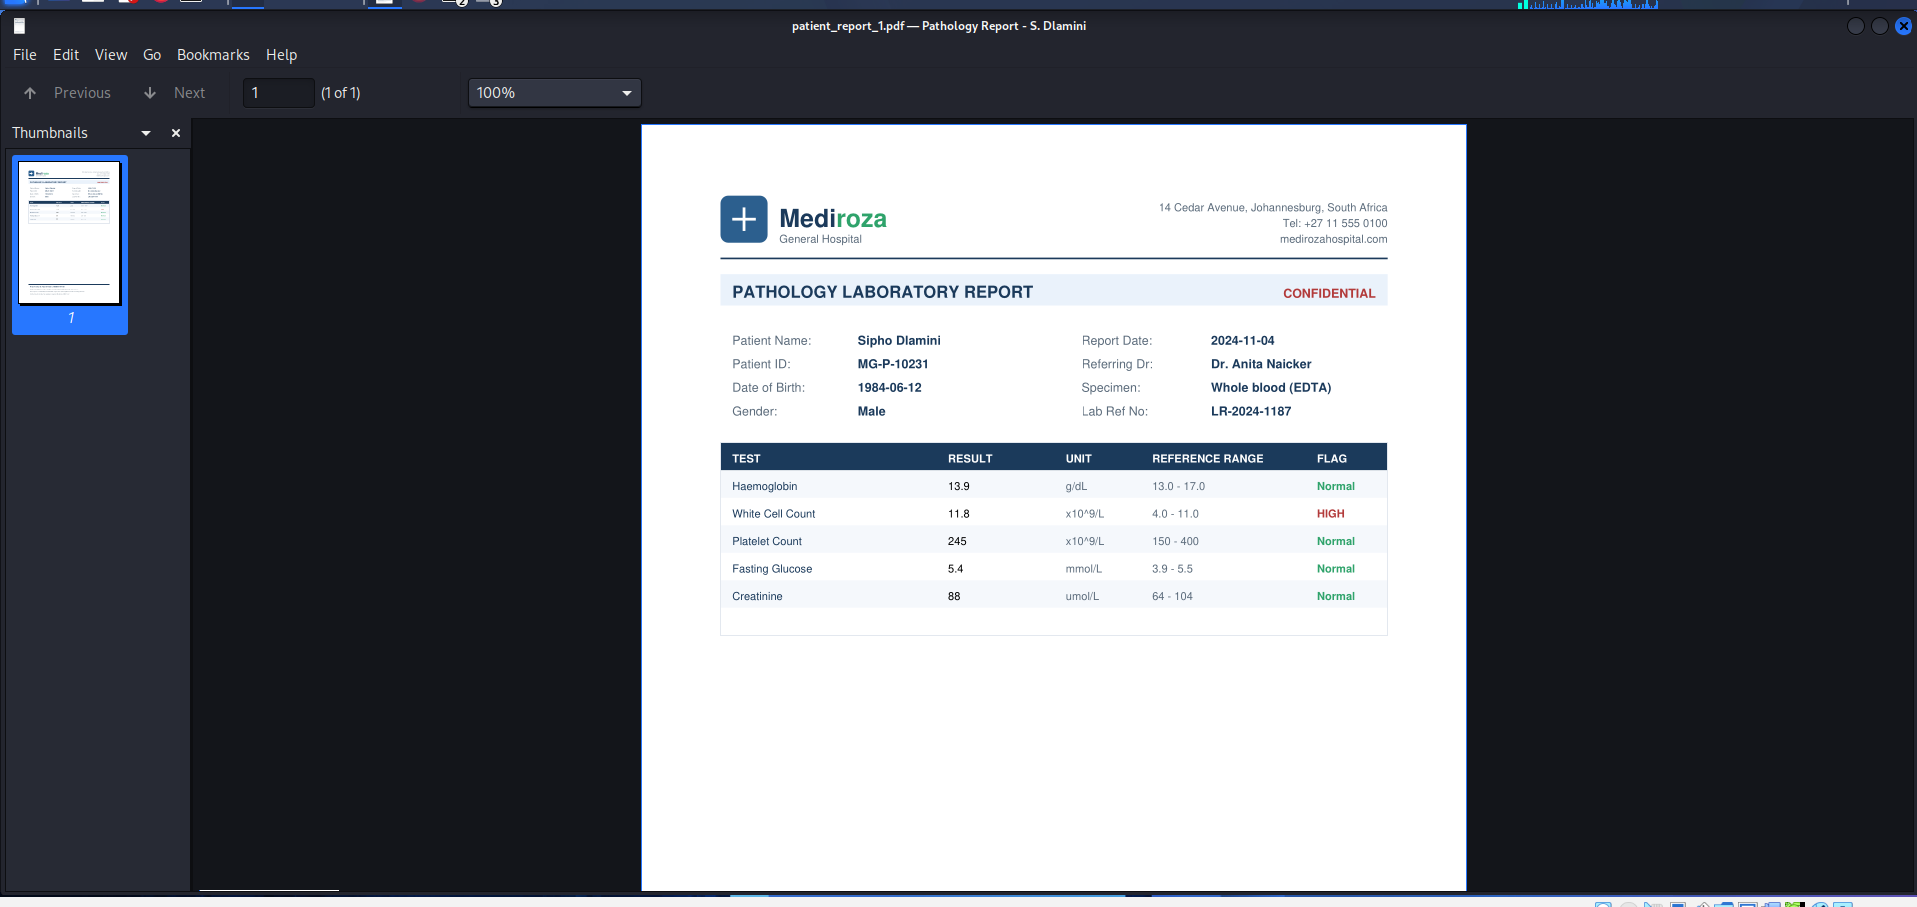 patient_report_1.pdf — Pathology Report - S. Dlamini
File Edit View Go Bookmarks Help
Previous Next 1 (1 of 1) 100%
Thumbnails
1
Mediroza
General Hospital
14 Cedar Avenue, Johannesburg, South Africa
Tel: +27 11 555 0100
medirozahospital.com
PATHOLOGY LABORATORY REPORT CONFIDENTIAL
Patient Name: Sipho Dlamini Report Date: 2024-11-04
Patient ID: MG-P-10231 Referring Dr: Dr. Anita Naicker
Date of Birth: 1984-06-12 Specimen: Whole blood (EDTA)
Gender: Male Lab Ref No: LR-2024-1187
TEST RESULT UNIT REFERENCE RANGE FLAG
Haemoglobin 13.9 g/dL 13.0 - 17.0 Normal
White Cell Count 11.8 x10^9/L 4.0 - 11.0 HIGH
Platelet Count 245 x10^9/L 150 - 400 Normal
Fasting Glucose 5.4 mmol/L 3.9 - 5.5 Normal
Creatinine 88 umol/L 64 - 104 Normal